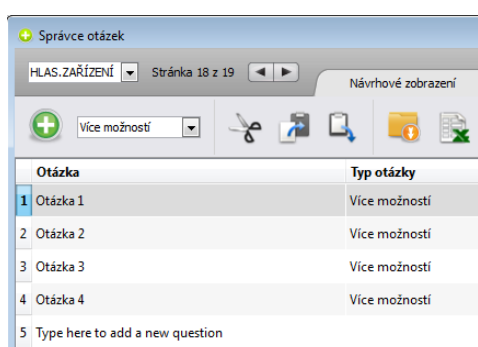 Správce otázek
HLAS.ZAŘÍZENÍ Stránka 18 z 19
Návrhové zobrazení
Více možností
Otázka Typ otázky
1 Otázka 1 Více možností
2 Otázka 2 Více možností
3 Otázka 3 Více možností
4 Otázka 4 Více možností
5 Type here to add a new question